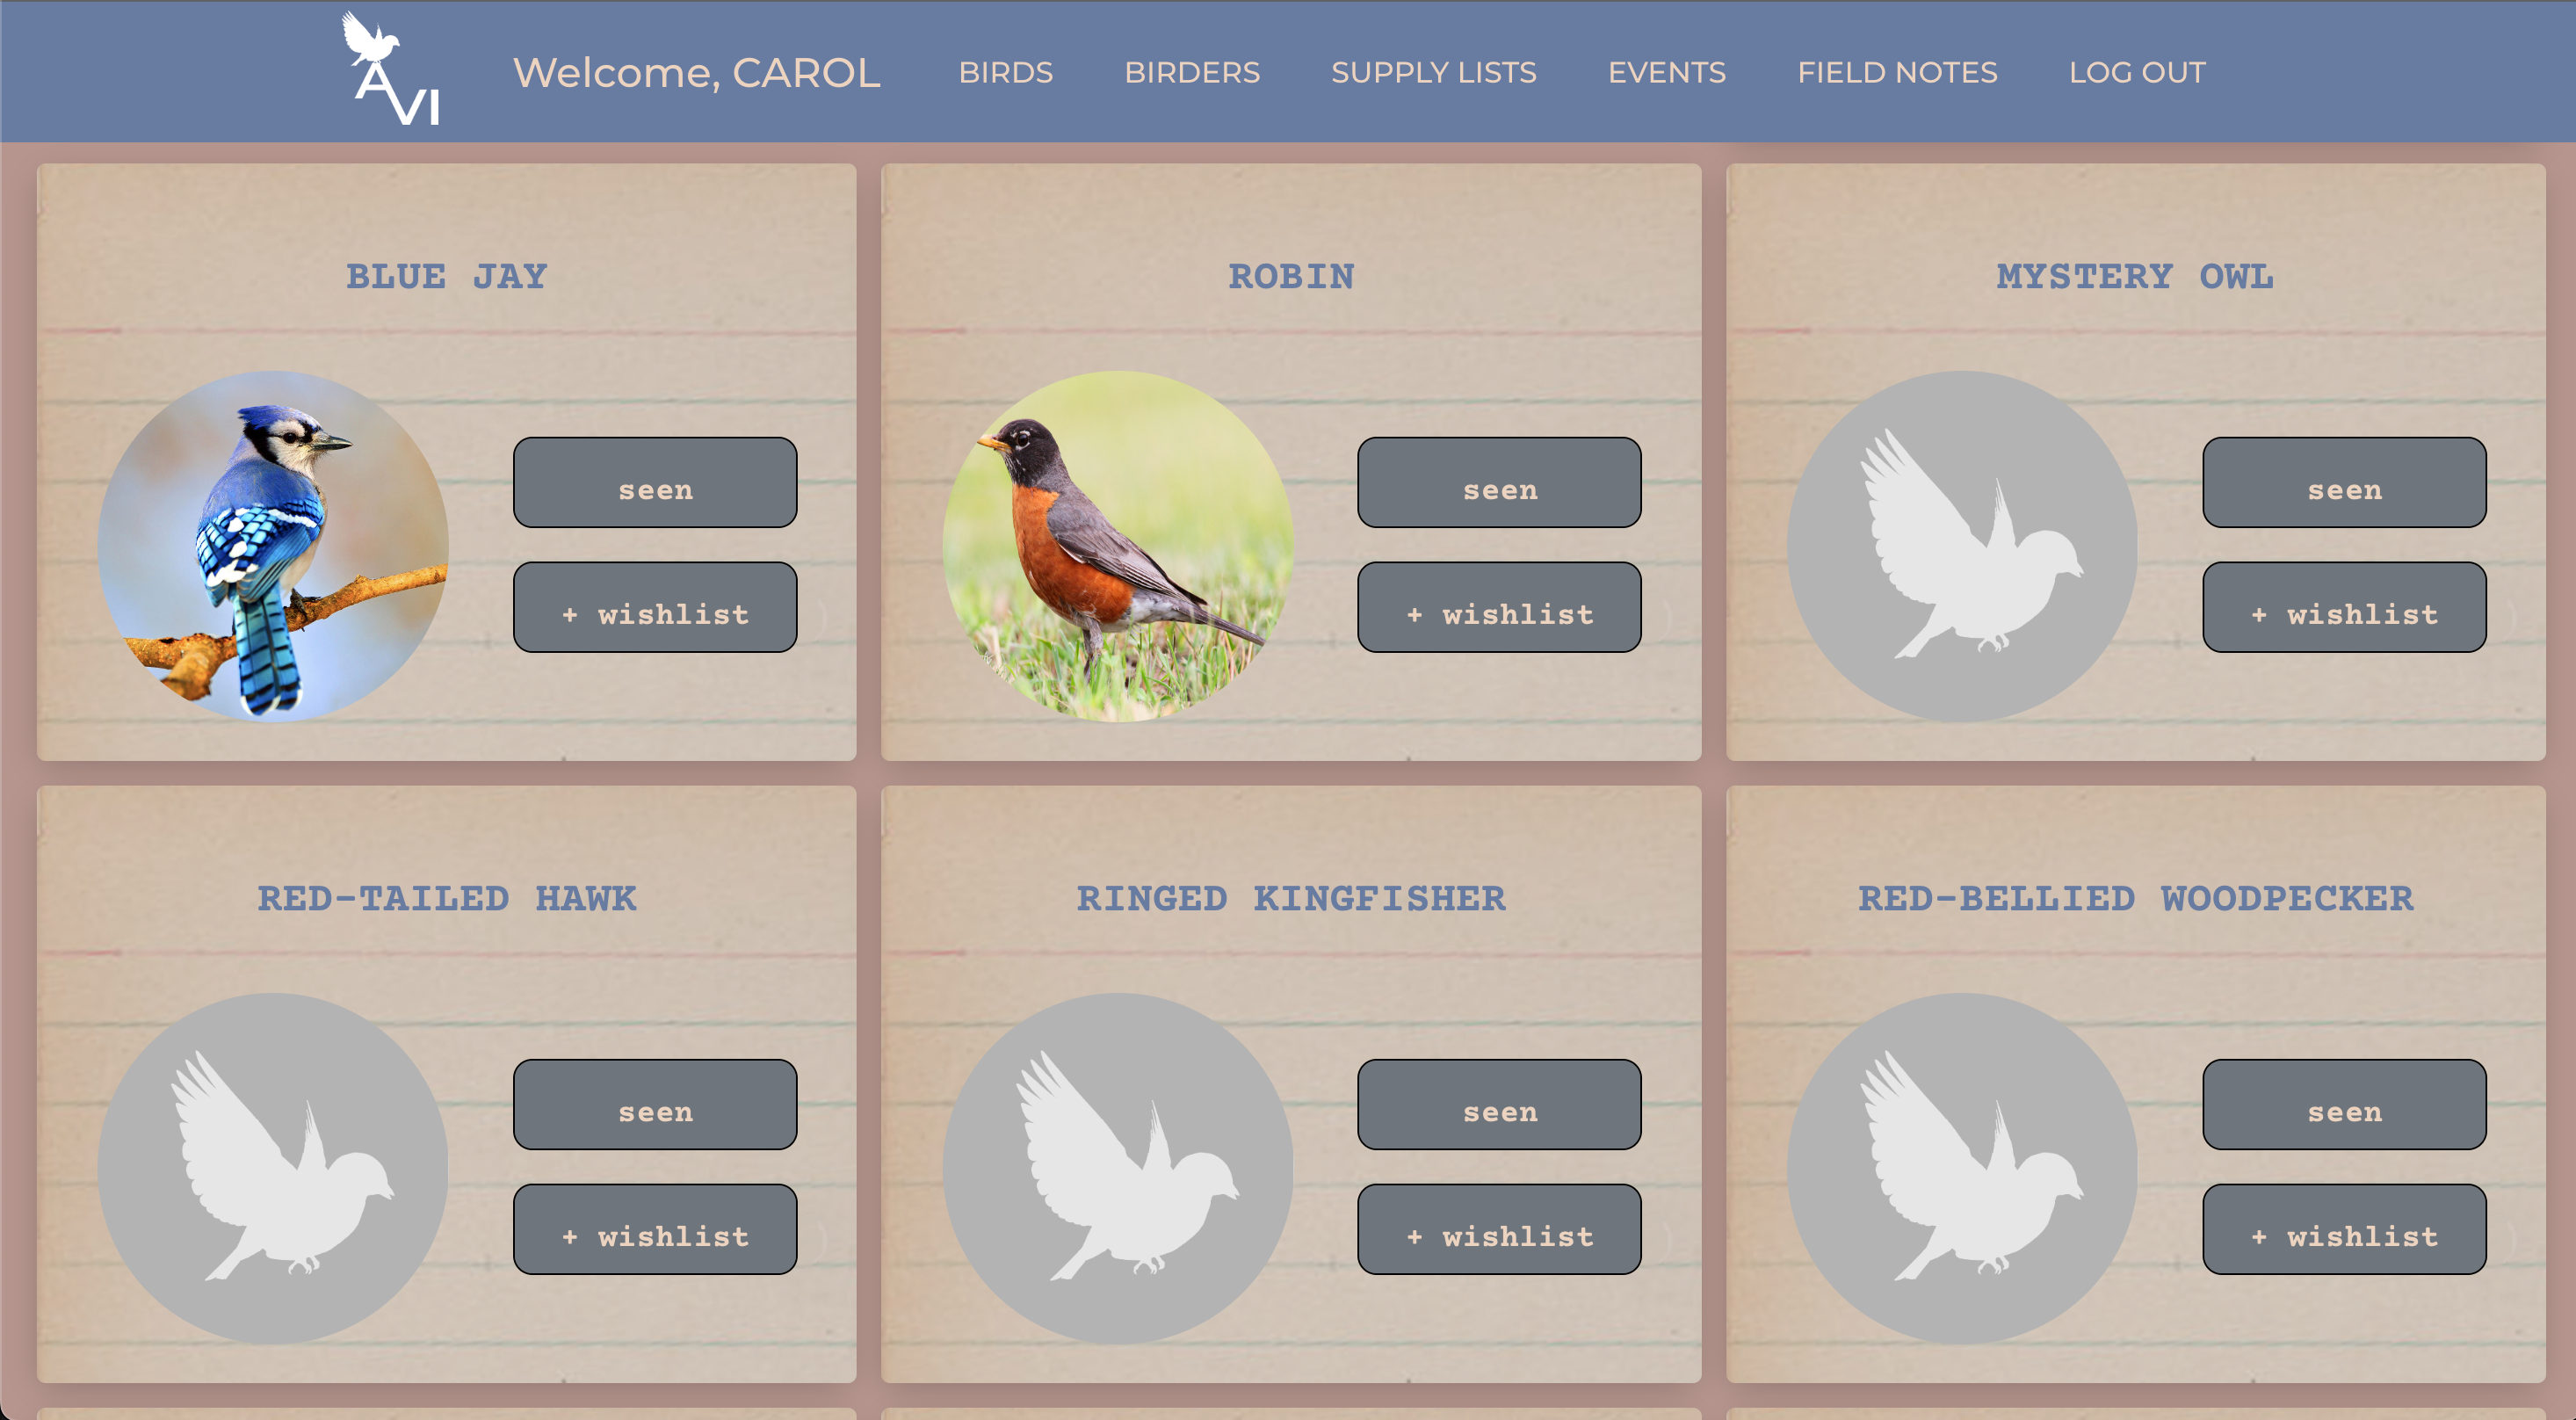 AVI
Welcome, CAROL
BIRDS
BIRDERS
SUPPLY LISTS
EVENTS
FIELD NOTES
LOG OUT
BLUE JAY
seen
+ wishlist
ROBIN
seen
+ wishlist
MYSTERY OWL
seen
+ wishlist
RED-TAILED HAWK
seen
+ wishlist
RINGED KINGFISHER
seen
+ wishlist
RED-BELLIED WOODPECKER
seen
+ wishlist